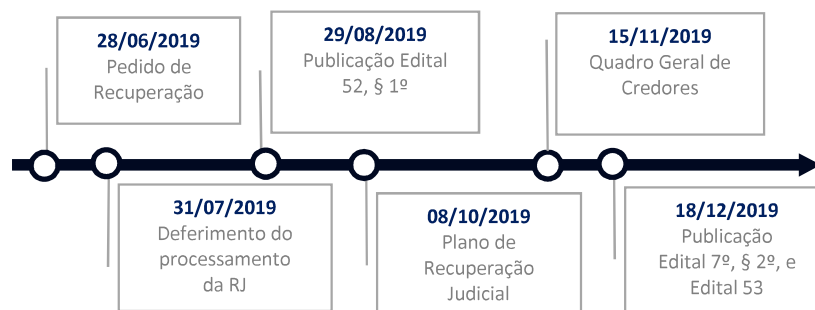 28/06/2019
Pedido de
Recuperação
29/08/2019
Publicação Edital
52, § 1º
15/11/2019
Quadro Geral de
Credores
31/07/2019
Deferimento do
processamento
da RJ
08/10/2019
Plano de
Recuperação
Judicial
18/12/2019
Publicação
Edital 7º, § 2º, e
Edital 53